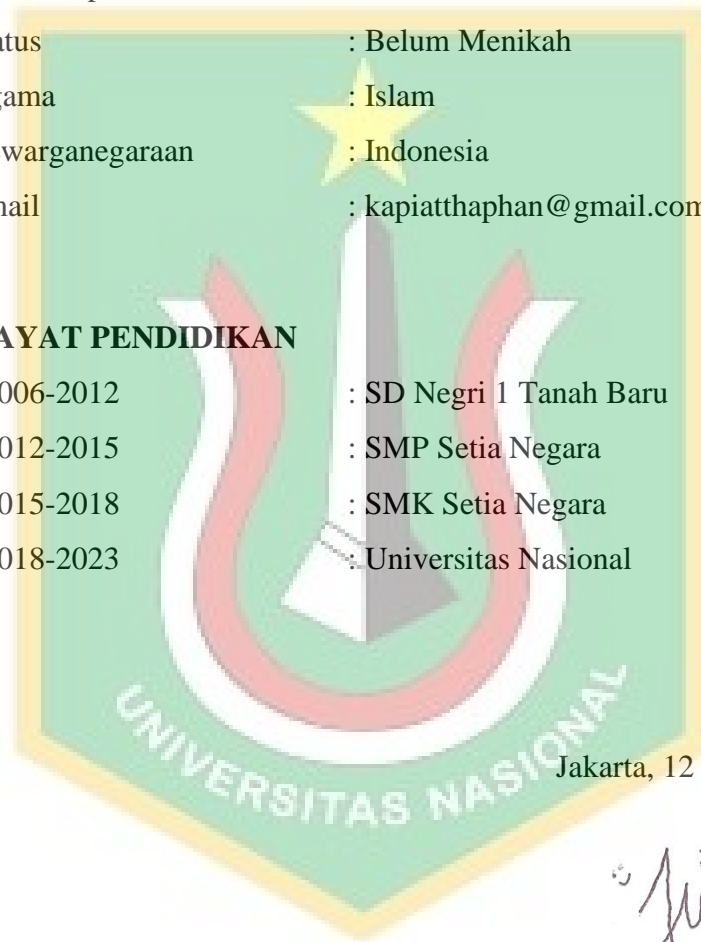 atus : Belum Menikah
gama : Islam
warganegaraan : Indonesia
nail : kapiatthaphan@gmail.com
AYAT PENDIDIKAN
006-2012 : SD Negri 1 Tanah Baru
012-2015 : SMP Setia Negara
015-2018 : SMK Setia Negara
018-2023 : Universitas Nasional
Jakarta, 12
UNIVERSITAS NASIONAL